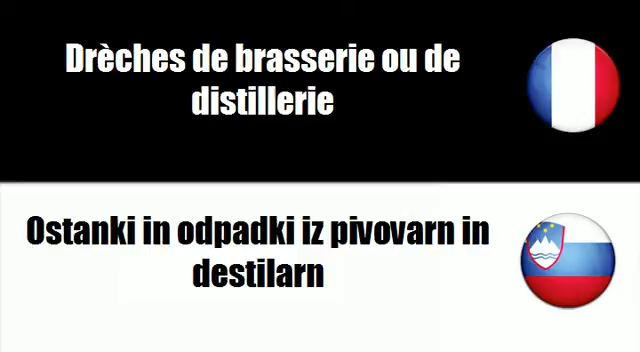 Drèches de brasserie ou de
distillerie
Ostanki in odpadki iz pivovarn in
destilarn